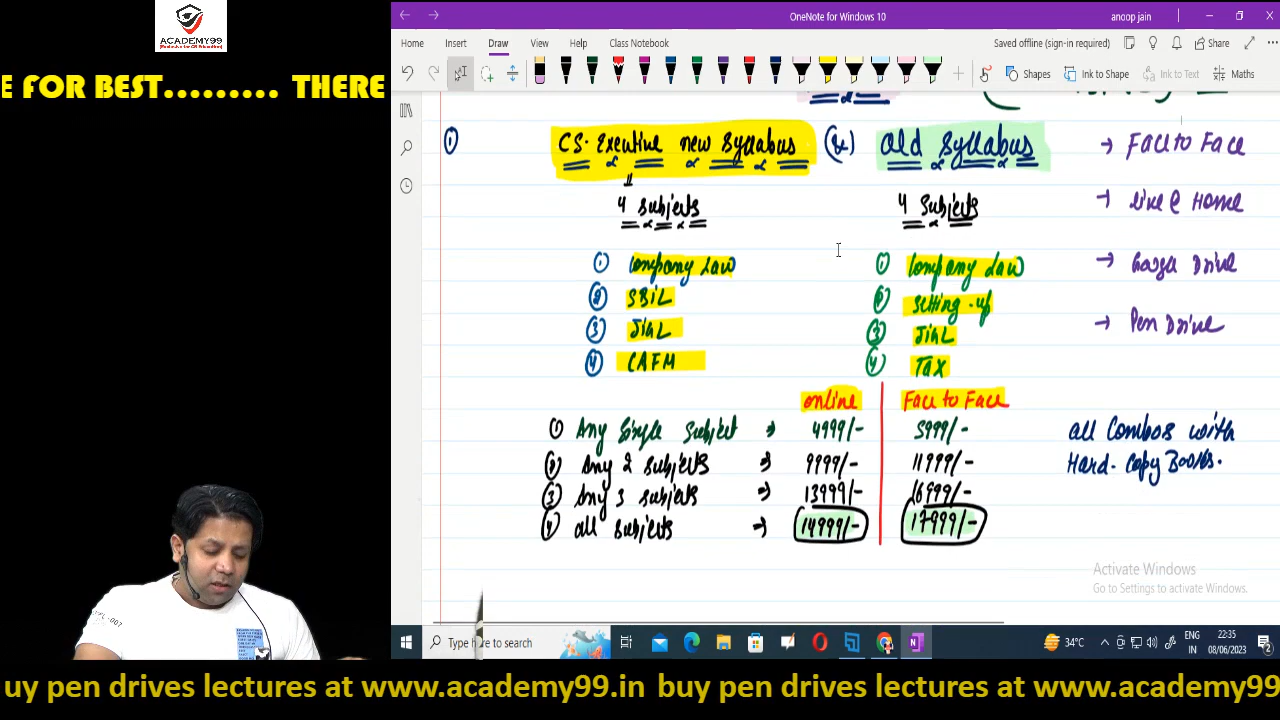 ACADEMY99
E FOR BEST......... THERE
OneNote for Windows 10
anoop jain
Home Insert Draw View Help Class Notebook
Saved offline (sign-in required)
Share
Shapes Ink to Shape Ink to Text Maths
① CS-Executive new Syllabus (&) old Syllabus
→ Face to Face
4 Subjects 4 Subjects
→ live @ Home
① Company Law ① Company Law
→ Google Drive
② SBIL ② Setting-up
③ JIGL ③ JIGL
→ Pen Drive
④ CAFM ④ Tax
online Face to Face
① Any Single Subject ⇒ 4999/- 5999/-
② Any 2 Subjects ⇒ 9999/- 11999/-
③ Any 3 subjects ⇒ 13999/- 16999/-
④ all subjects ⇒ 14999/- 17999/-
all Combos with
Hard-Copy Books.
Activate Windows
Go to Settings to activate Windows.
Type here to search
34°C
ENG
IN
22:35
08/06/2023
2
uy pen drives lectures at www.academy99.in buy pen drives lectures at www.academy99.